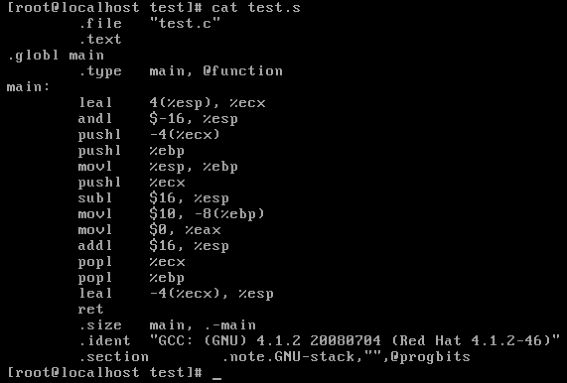 [root@localhost test]# cat test.s
        .file   "test.c"
        .text
.globl main
        .type   main, @function
main:
        leal    4(%esp), %ecx
        andl    $-16, %esp
        pushl   -4(%ecx)
        pushl   %ebp
        movl    %esp, %ebp
        pushl   %ecx
        subl    $16, %esp
        movl    $10, -8(%ebp)
        movl    $0, %eax
        addl    $16, %esp
        popl    %ecx
        popl    %ebp
        leal    -4(%ecx), %esp
        ret
        .size   main, .-main
        .ident  "GCC: (GNU) 4.1.2 20080704 (Red Hat 4.1.2-46)"
        .section        .note.GNU-stack,"",@progbits
[root@localhost test]# _